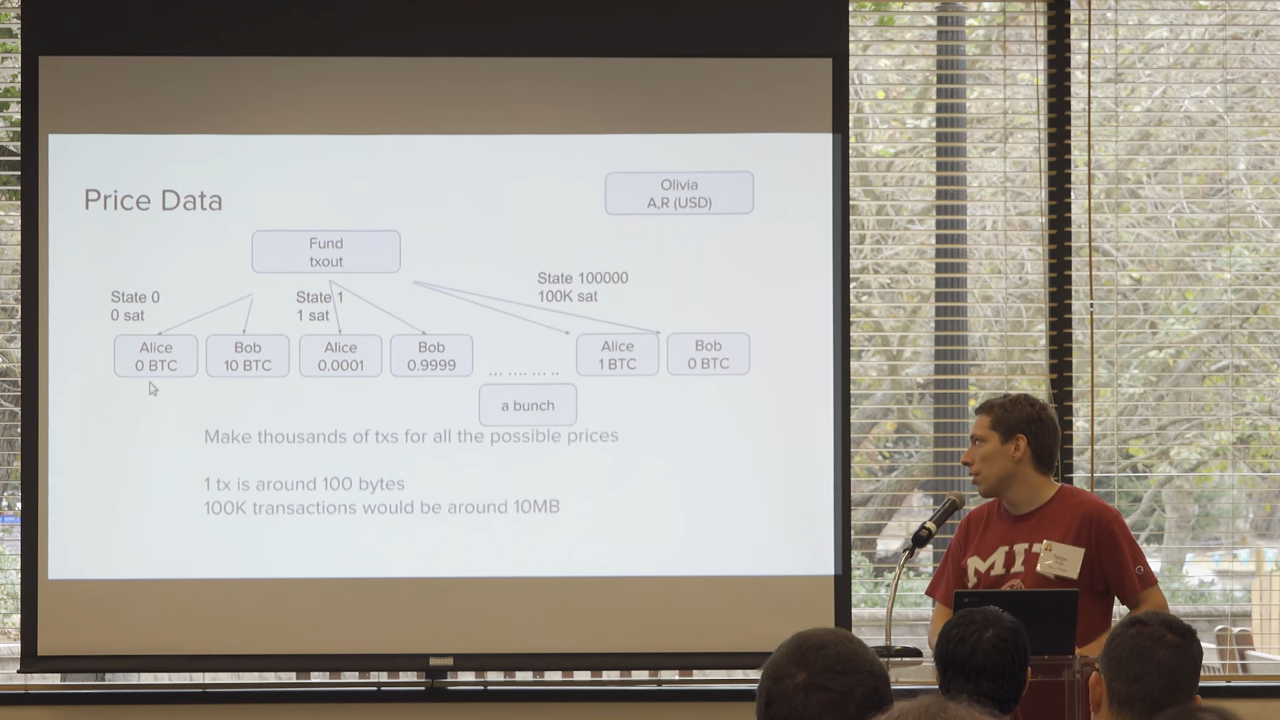 Price Data
Olivia
A,R (USD)
Fund
txout
State 0
0 sat
State 1
1 sat
State 100000
100K sat
Alice
0 BTC
Bob
10 BTC
Alice
0.0001
Bob
0.9999
... .... ... ..
Alice
1 BTC
Bob
0 BTC
a bunch
Make thousands of txs for all the possible prices
1 tx is around 100 bytes
100K transactions would be around 10MB
MIT